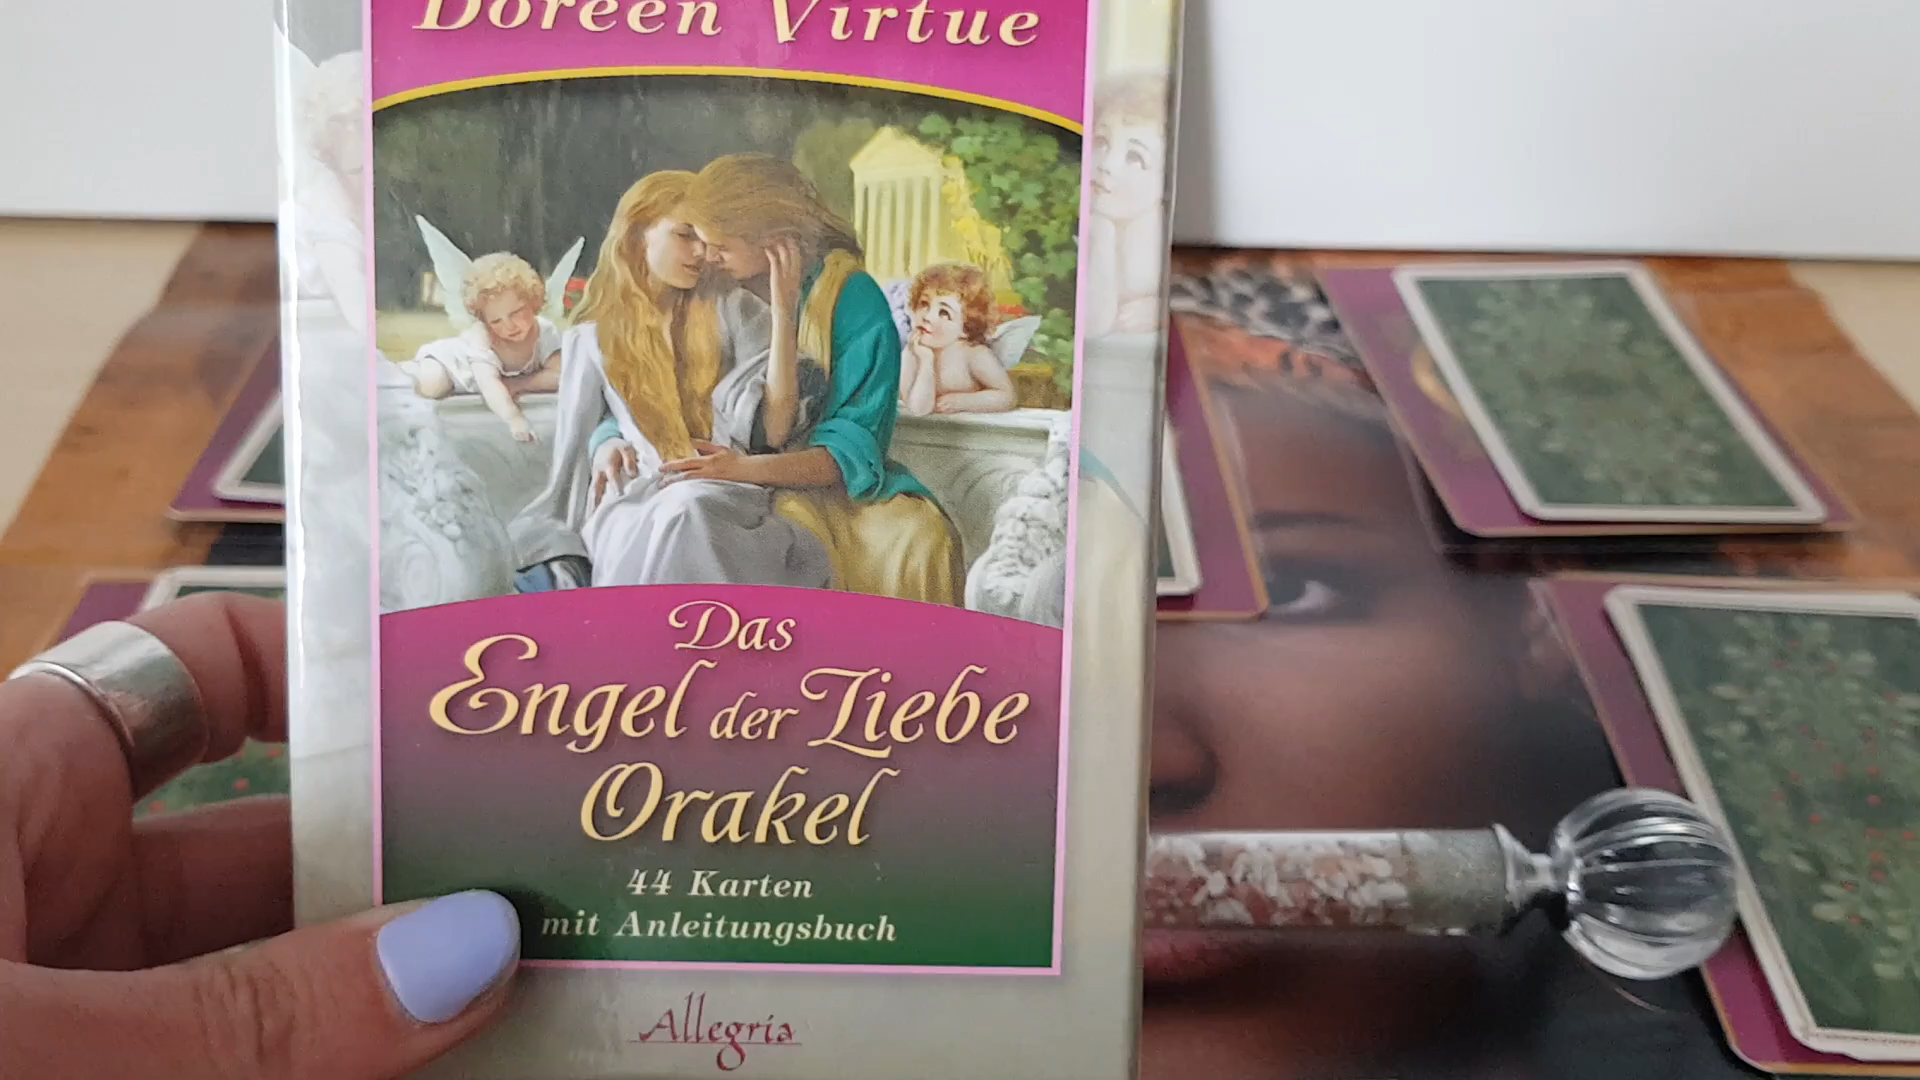 Doreen Virtue
Das
Engel der Liebe
Orakel
44 Karten
mit Anleitungsbuch
Allegria